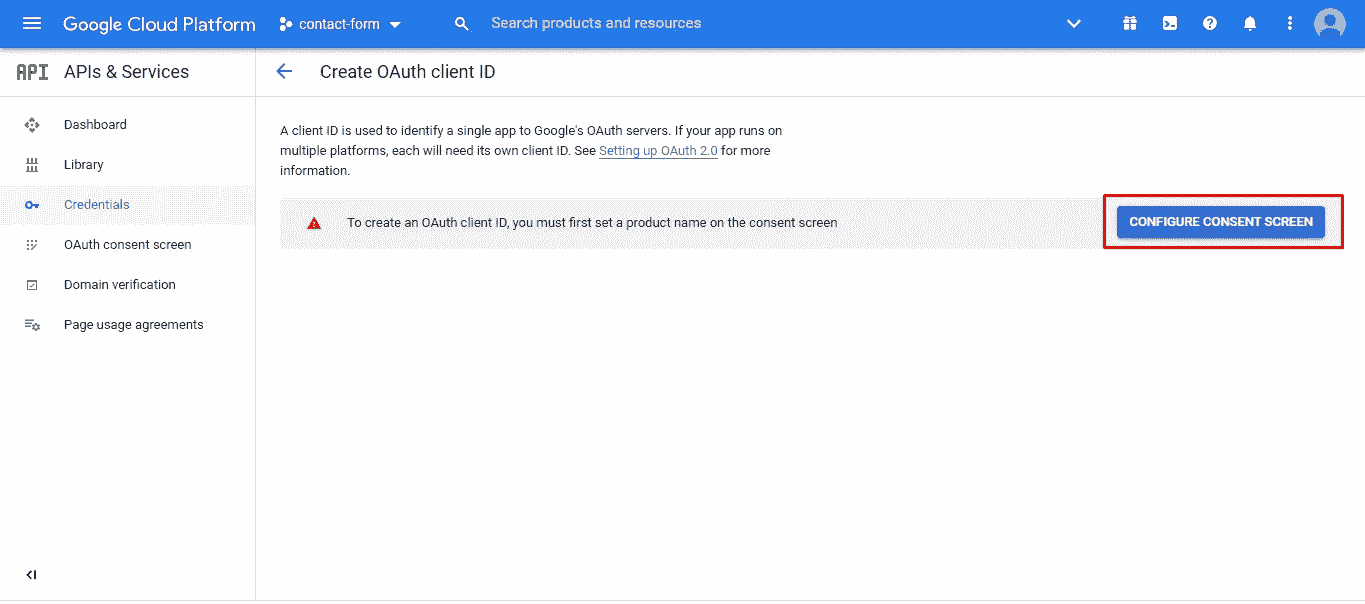 Google Cloud Platform
contact-form
Search products and resources
API
APIs & Services
Create OAuth client ID
Dashboard
Library
Credentials
OAuth consent screen
Domain verification
Page usage agreements
A client ID is used to identify a single app to Google's OAuth servers. If your app runs on
multiple platforms, each will need its own client ID. See Setting up OAuth 2.0 for more
information.
To create an OAuth client ID, you must first set a product name on the consent screen
CONFIGURE CONSENT SCREEN